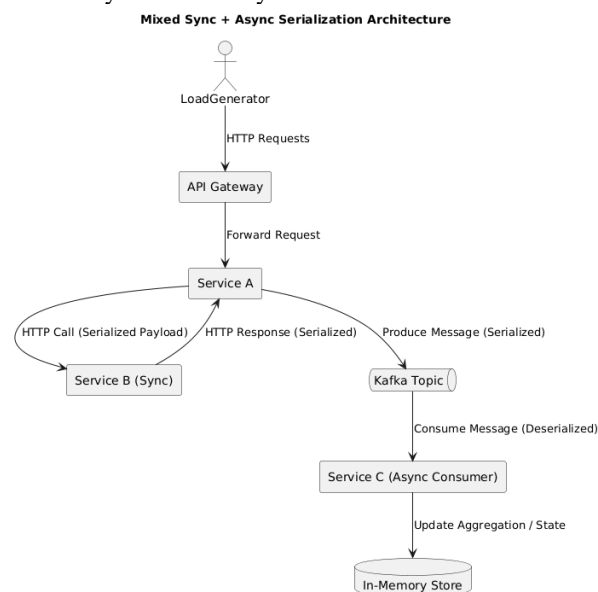 Mixed Sync + Async Serialization Architecture
LoadGenerator
HTTP Requests
API Gateway
Forward Request
Service A
HTTP Call (Serialized Payload)
HTTP Response (Serialized)
Produce Message (Serialized)
Service B (Sync)
Kafka Topic
Consume Message (Deserialized)
Service C (Async Consumer)
Update Aggregation / State
In-Memory Store